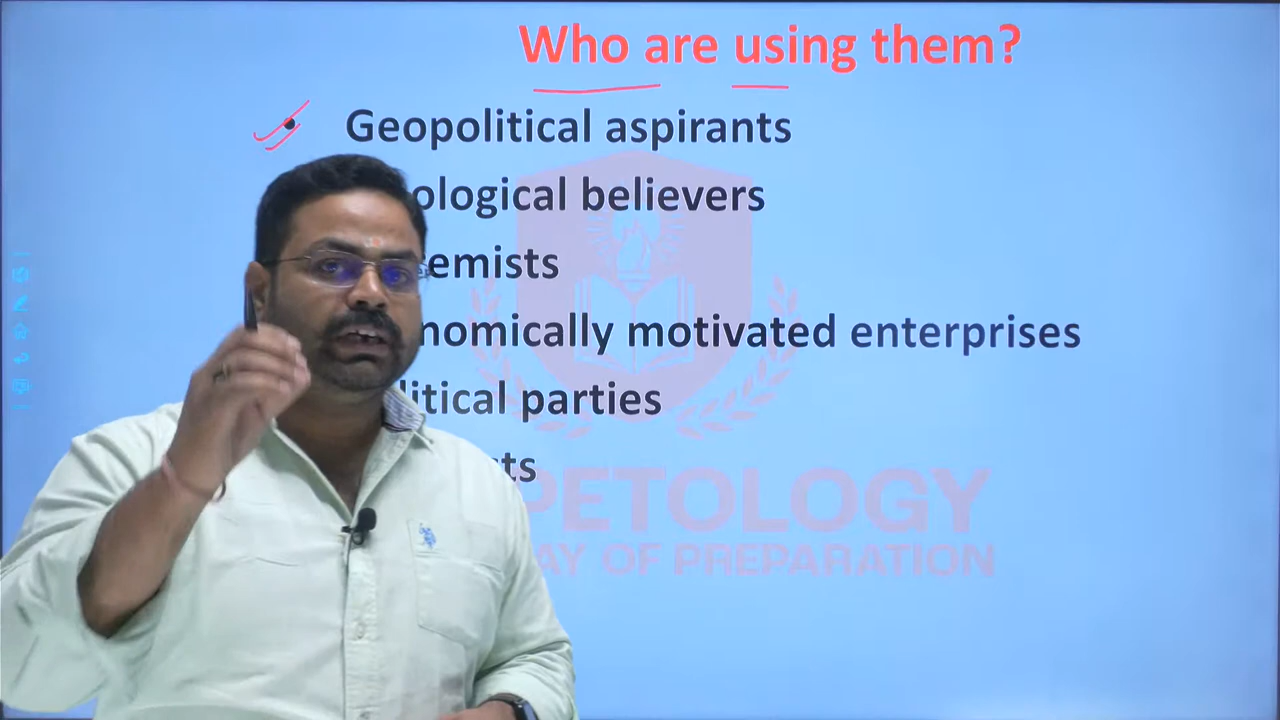 Who are using them?
Geopolitical aspirants
ological believers
emists
nomically motivated enterprises
litical parties
ts
PETOLOGY
AY OF PREPARATION